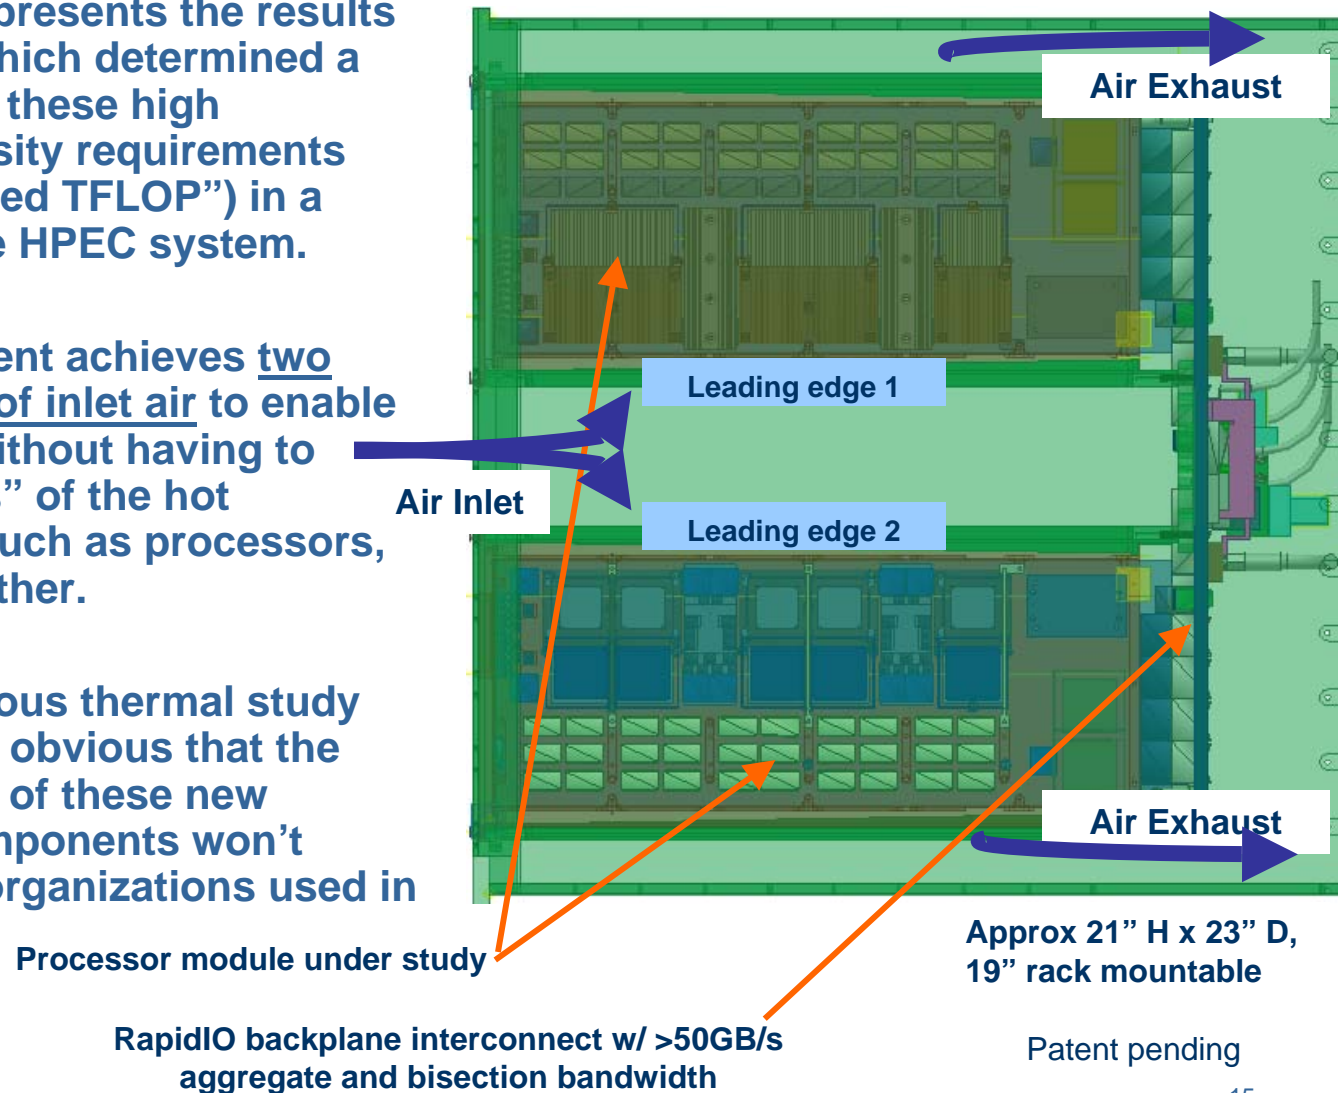 presents the results
hich determined a
these high
sity requirements
ed TFLOP”) in a
e HPEC system.
ent achieves two
of inlet air to enable
vithout having to
s” of the hot
uch as processors,
ther.
ous thermal study
obvious that the
of these new
mponents won’t
organizations used in
Air Exhaust
Leading edge 1
Air Inlet
Leading edge 2
Air Exhaust
Processor module under study
Approx 21” H x 23” D,
19” rack mountable
RapidIO backplane interconnect w/ >50GB/s
aggregate and bisection bandwidth
Patent pending